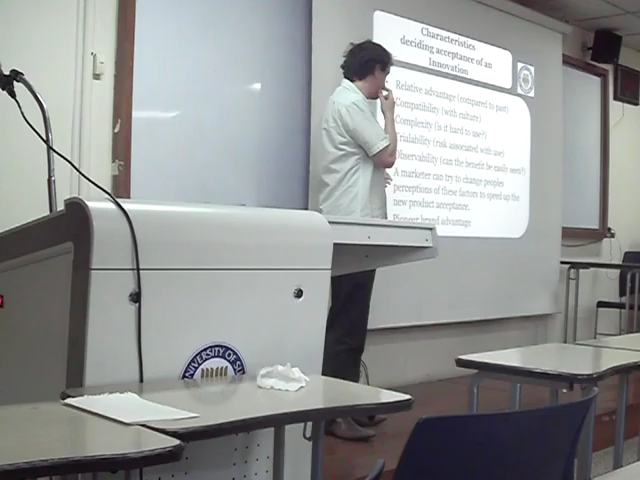 Characteristics
deciding acceptance of an
Innovation
Relative advantage (compared to past)
Compatibility (with culture)
Complexity (is it hard to use?)
Trialability (risk associated with use)
Observability (can the benefit be easily seen?)
A marketer can try to change peoples
perceptions of these factors to speed up the
new product acceptance.
Pioneer brand advantage
UNIVERSITY OF